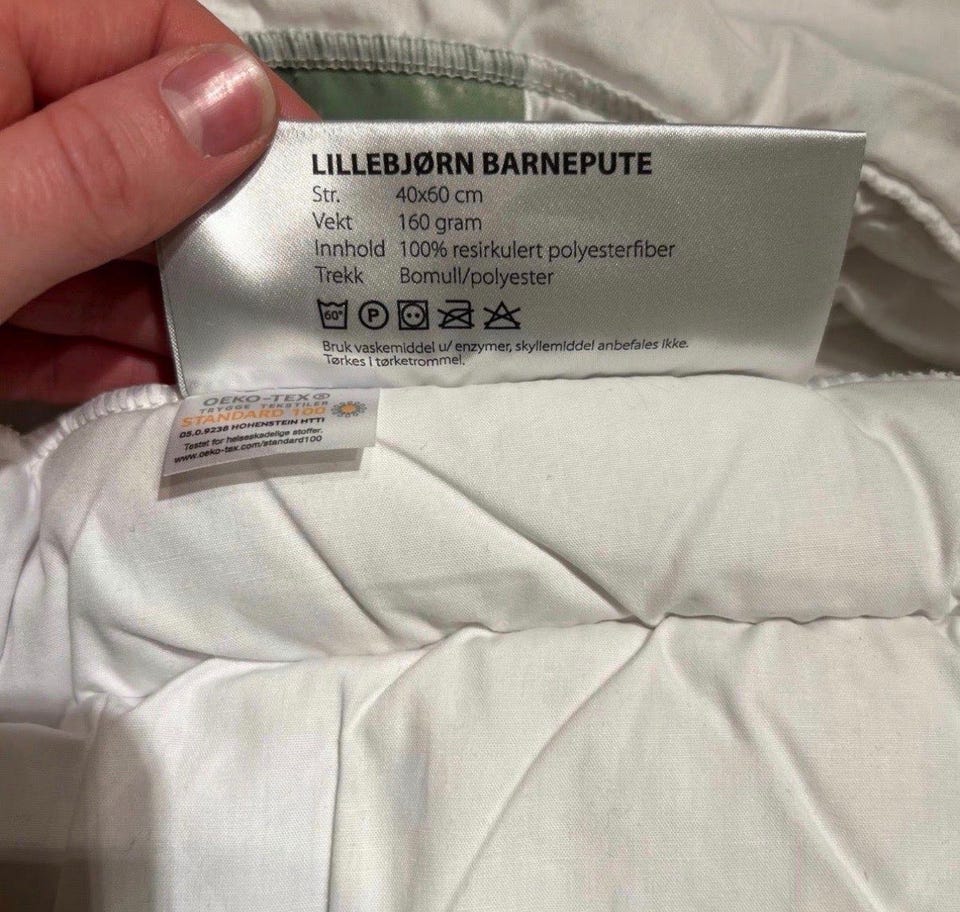 LILLEBJØRN BARNEPUTE
Str. 40x60 cm
Vekt 160 gram
Innhold 100% resirkulert polyesterfiber
Trekk Bomull/polyester
60° P
Bruk vaskemiddel u/ enzymer, skyllemiddel anbefales ikke.
Tørkes i tørketrommel.
OEKO-TEX®
TRYGGE TEKSTILER
STANDARD 100
05.0.9238 HOHENSTEIN HTTI
Testet for helseskadelige stoffer.
www.oeko-tex.com/standard100